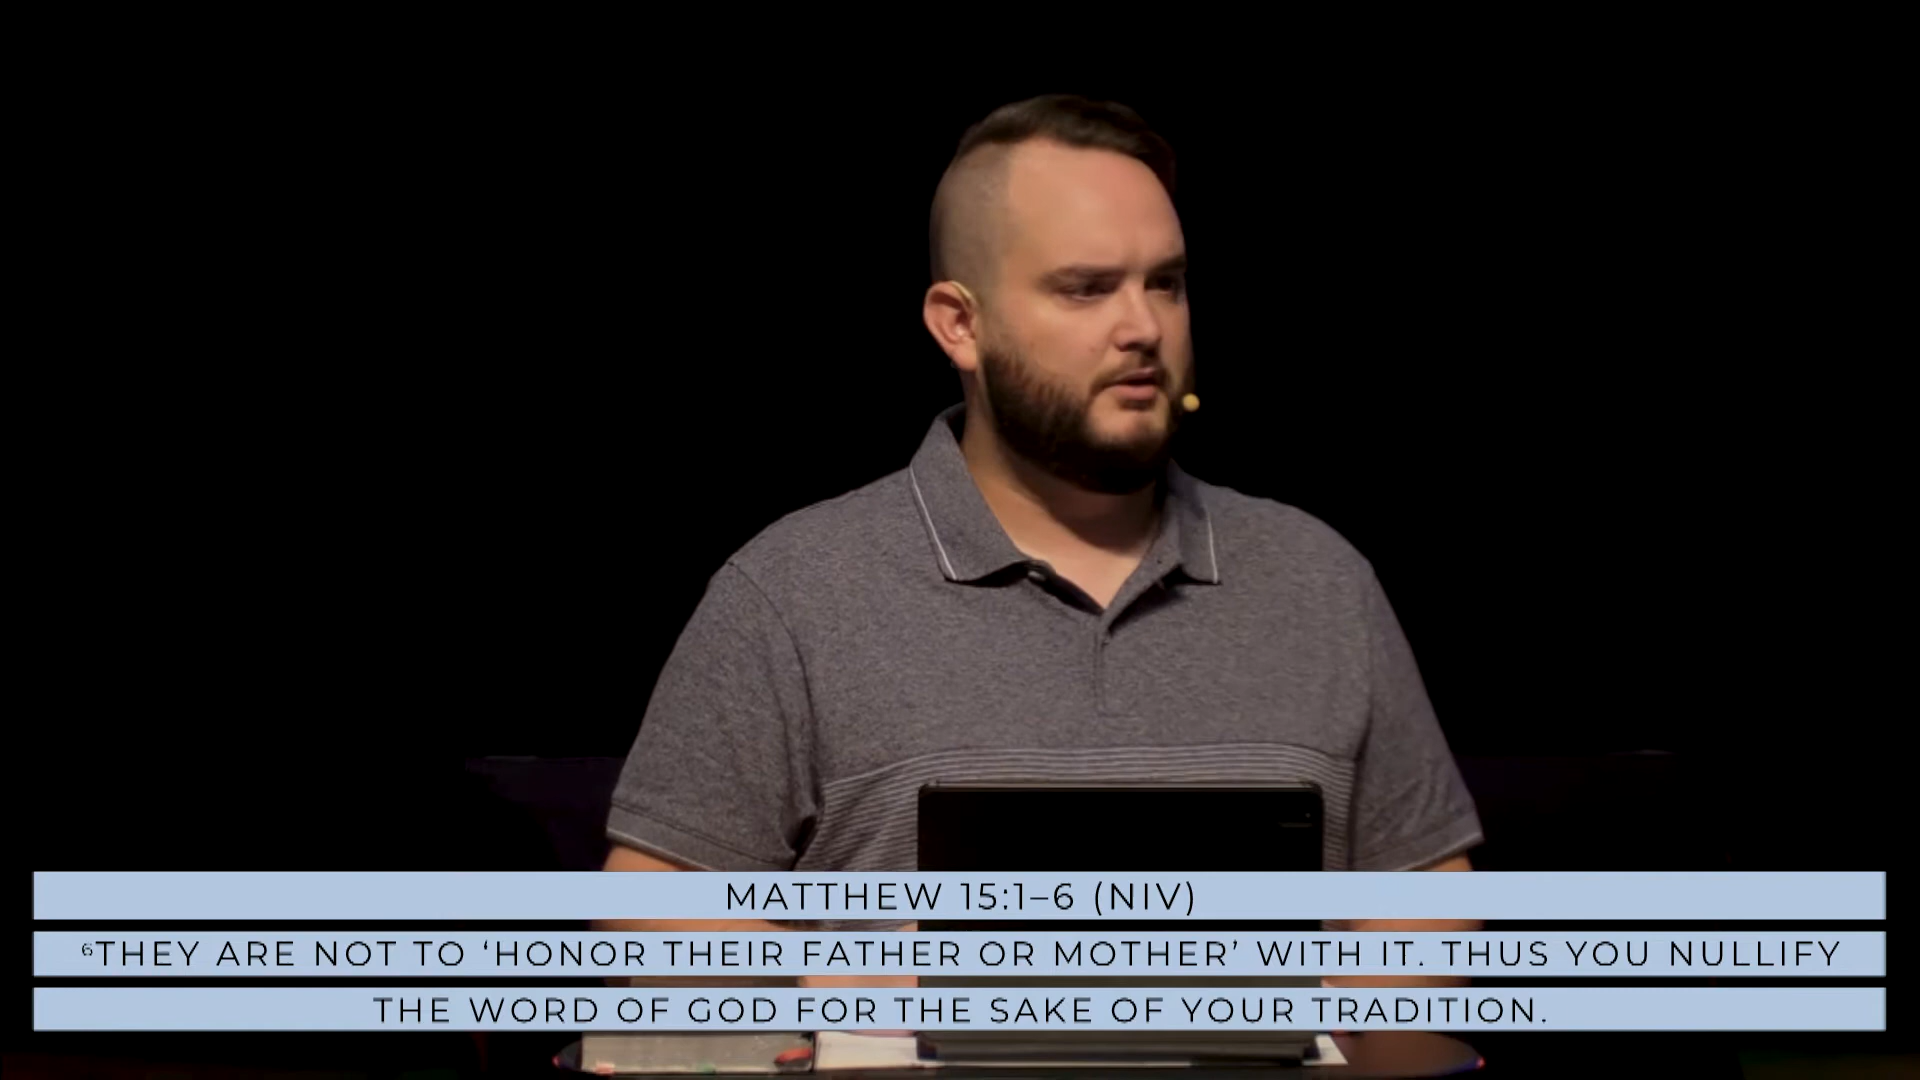 MATTHEW 15:1–6 (NIV)
⁶THEY ARE NOT TO ‘HONOR THEIR FATHER OR MOTHER’ WITH IT. THUS YOU NULLIFY
THE WORD OF GOD FOR THE SAKE OF YOUR TRADITION.